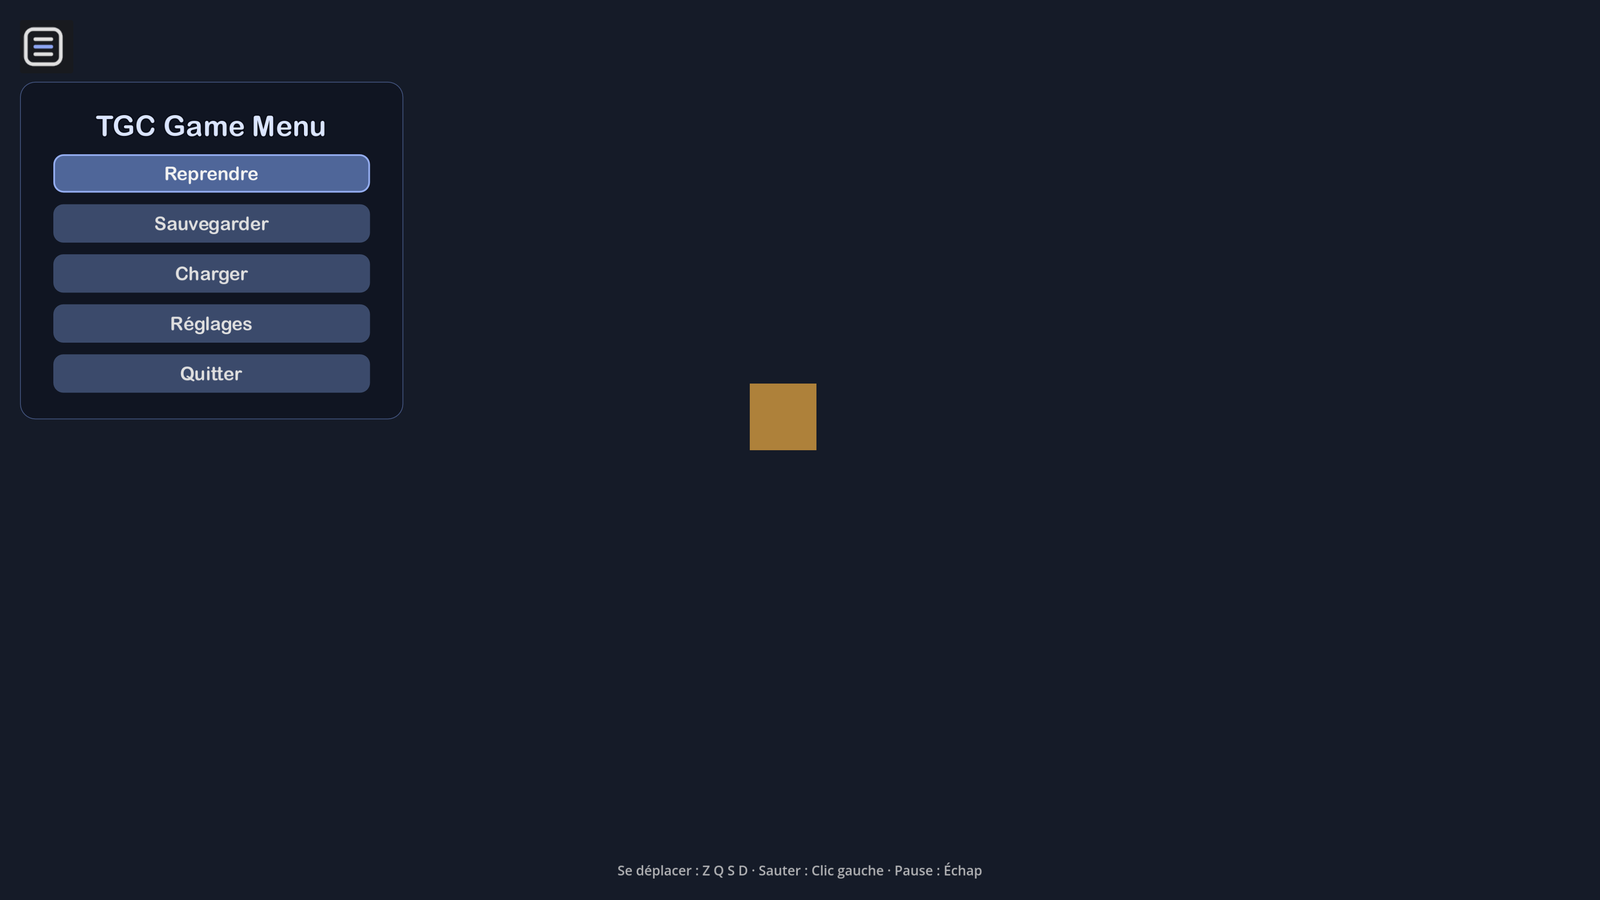 TGC Game Menu
Reprendre
Sauvegarder
Charger
Réglages
Quitter
Se déplacer : Z Q S D · Sauter : Clic gauche · Pause : Échap